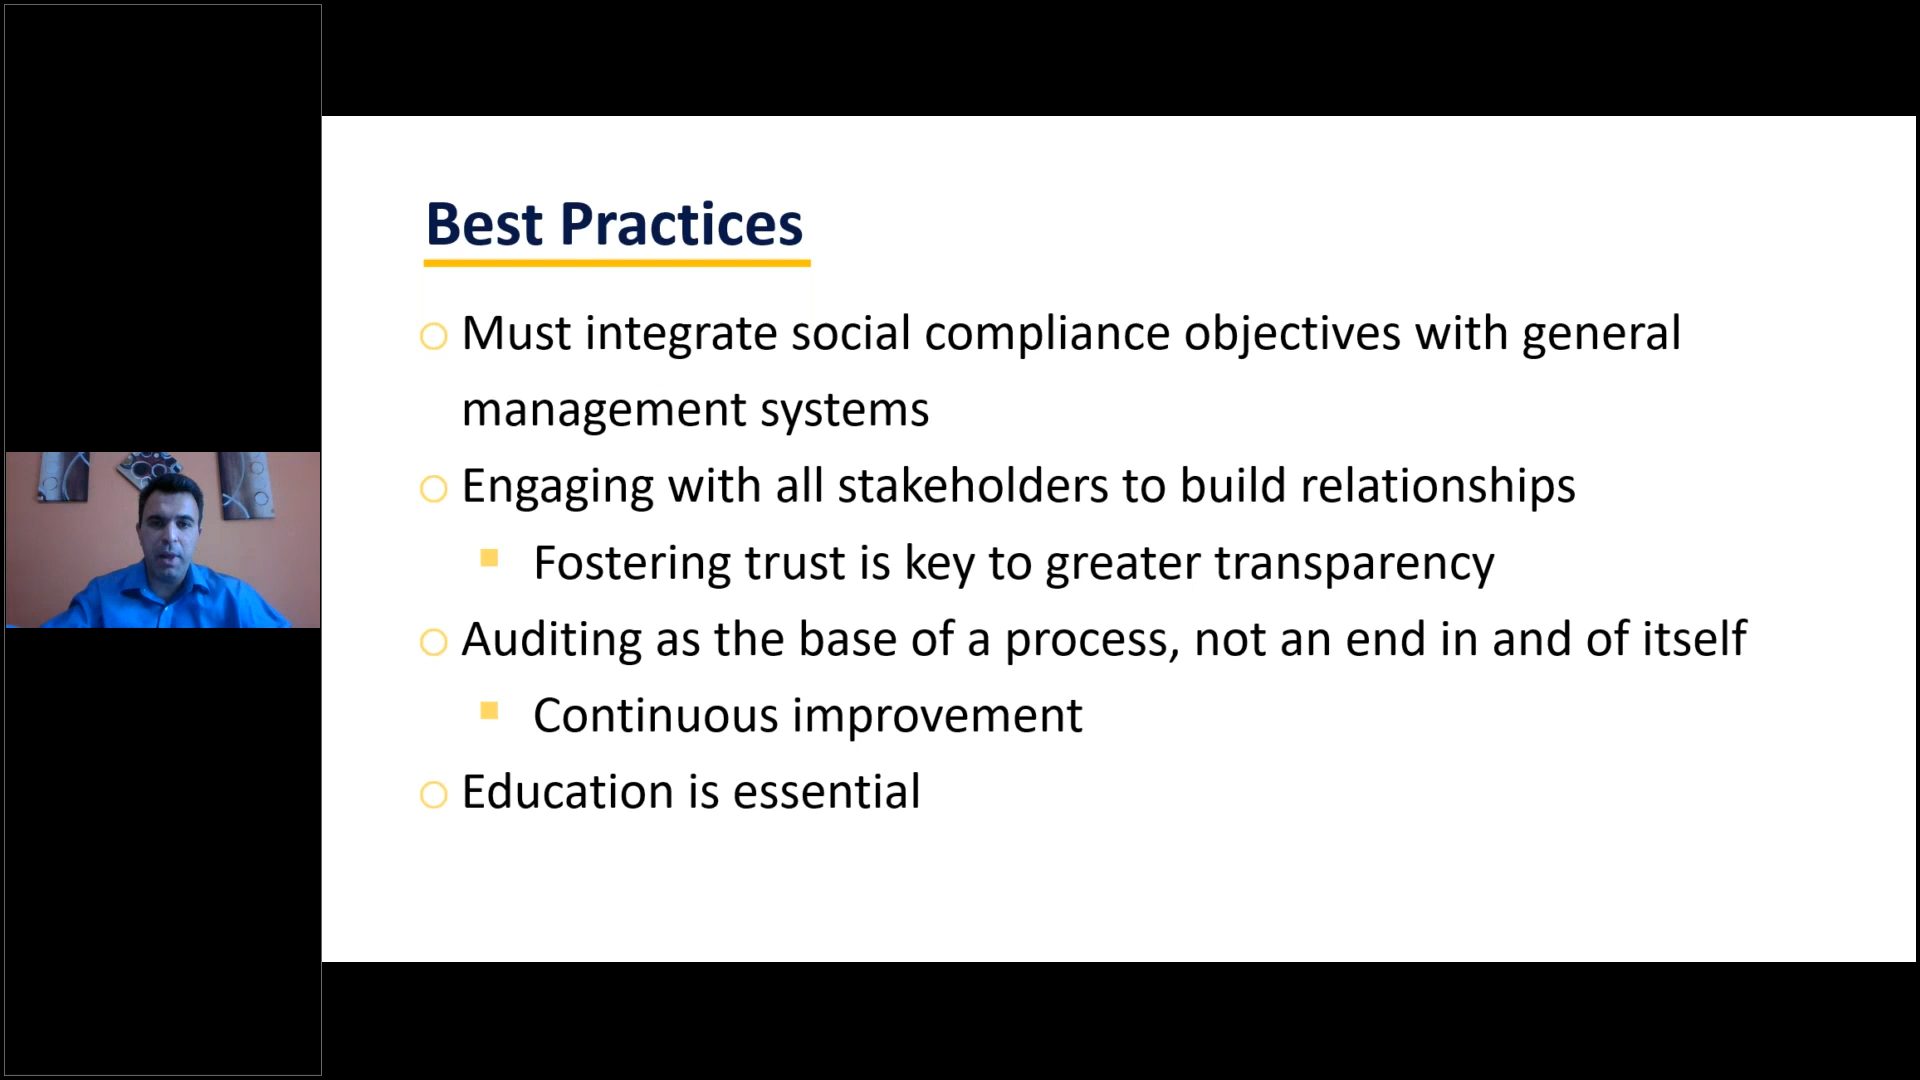 Best Practices
Must integrate social compliance objectives with general
management systems
Engaging with all stakeholders to build relationships
Fostering trust is key to greater transparency
Auditing as the base of a process, not an end in and of itself
Continuous improvement
Education is essential